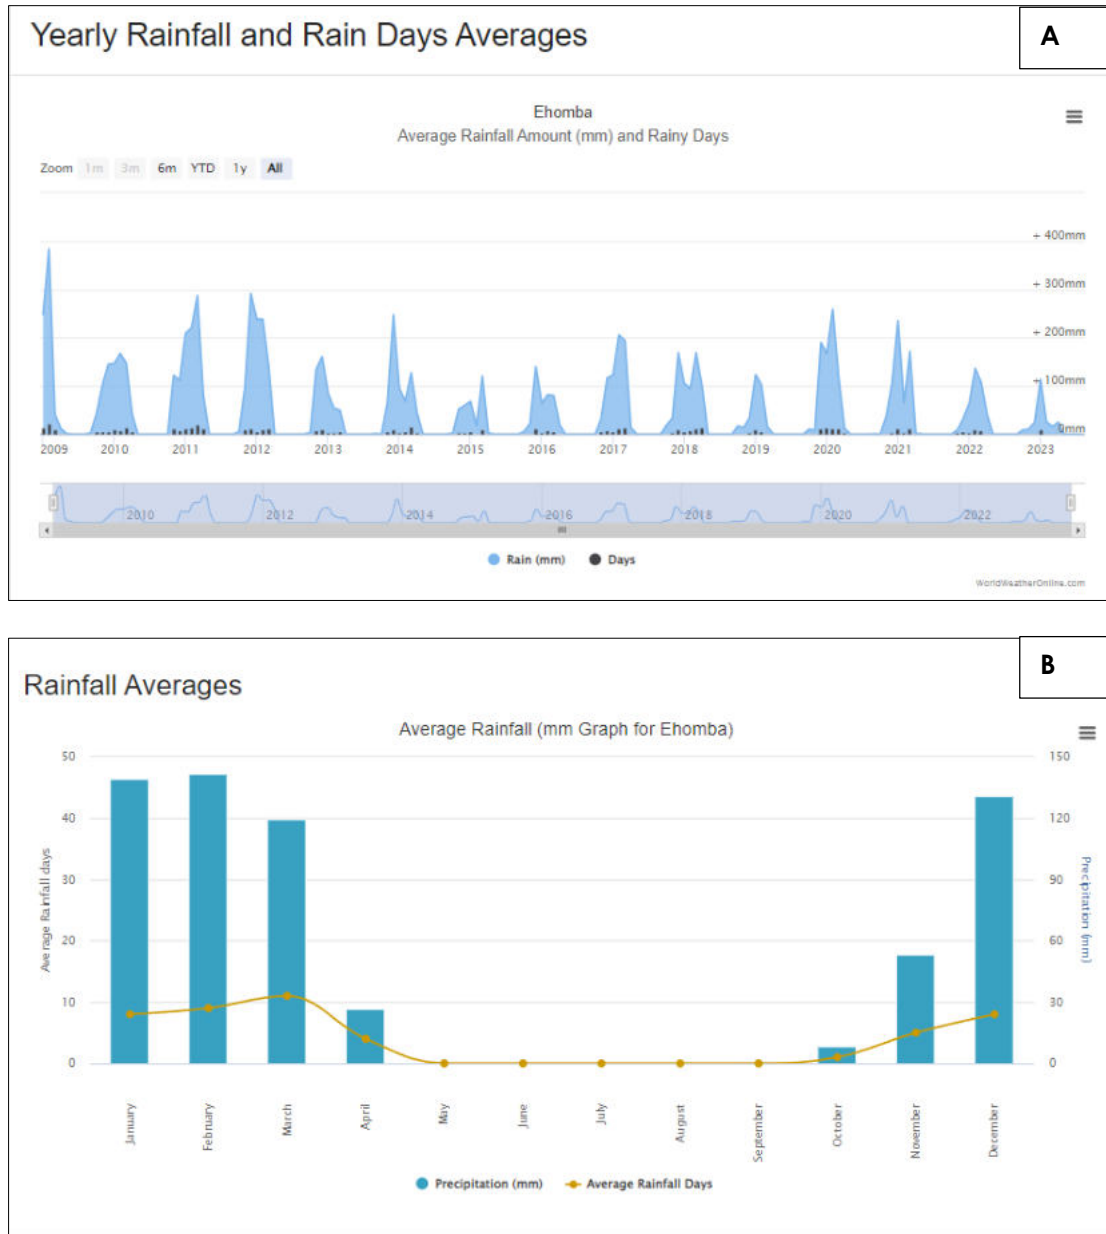 Yearly Rainfall and Rain Days Averages
A
Ehomba
Average Rainfall Amount (mm) and Rainy Days
Zoom 1m 3m 6m YTD 1y All
+ 400mm
+ 300mm
+ 200mm
+ 100mm
0mm
2009 2010 2011 2012 2013 2014 2015 2016 2017 2018 2019 2020 2021 2022 2023
2010 2012 2014 2016 2018 2020 2022
Rain (mm) Days
WorldWeatherOnline.com
B
Rainfall Averages
Average Rainfall (mm Graph for Ehomba)
50 150
40 120
30 90
20 60
10 30
0 0
Average Rainfall days
Precipitation (mm)
January February March April May June July August September October November December
Precipitation (mm) Average Rainfall Days